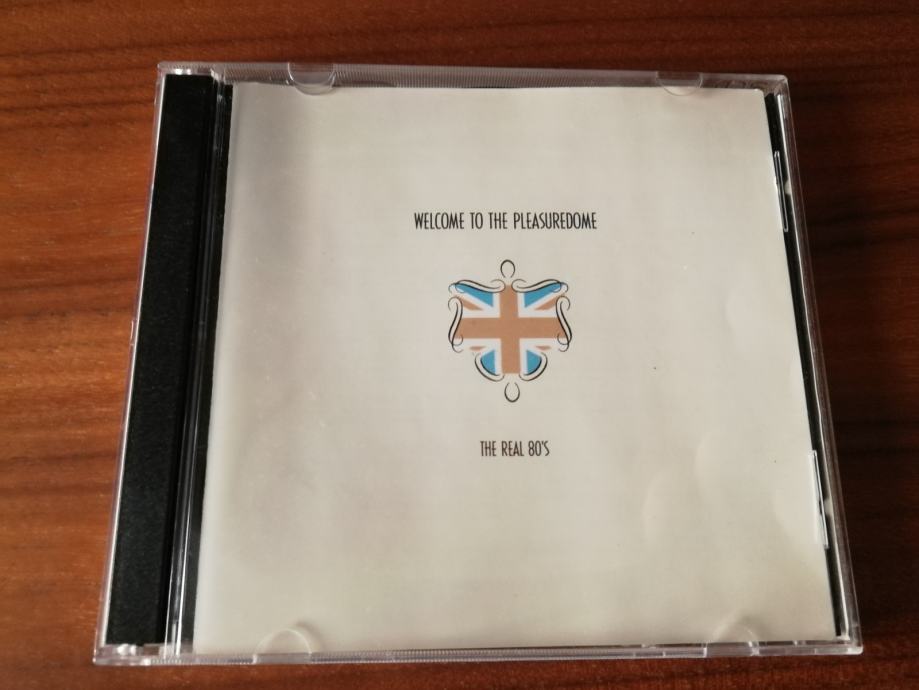 WELCOME TO THE PLEASUREDOME
THE REAL 80'S